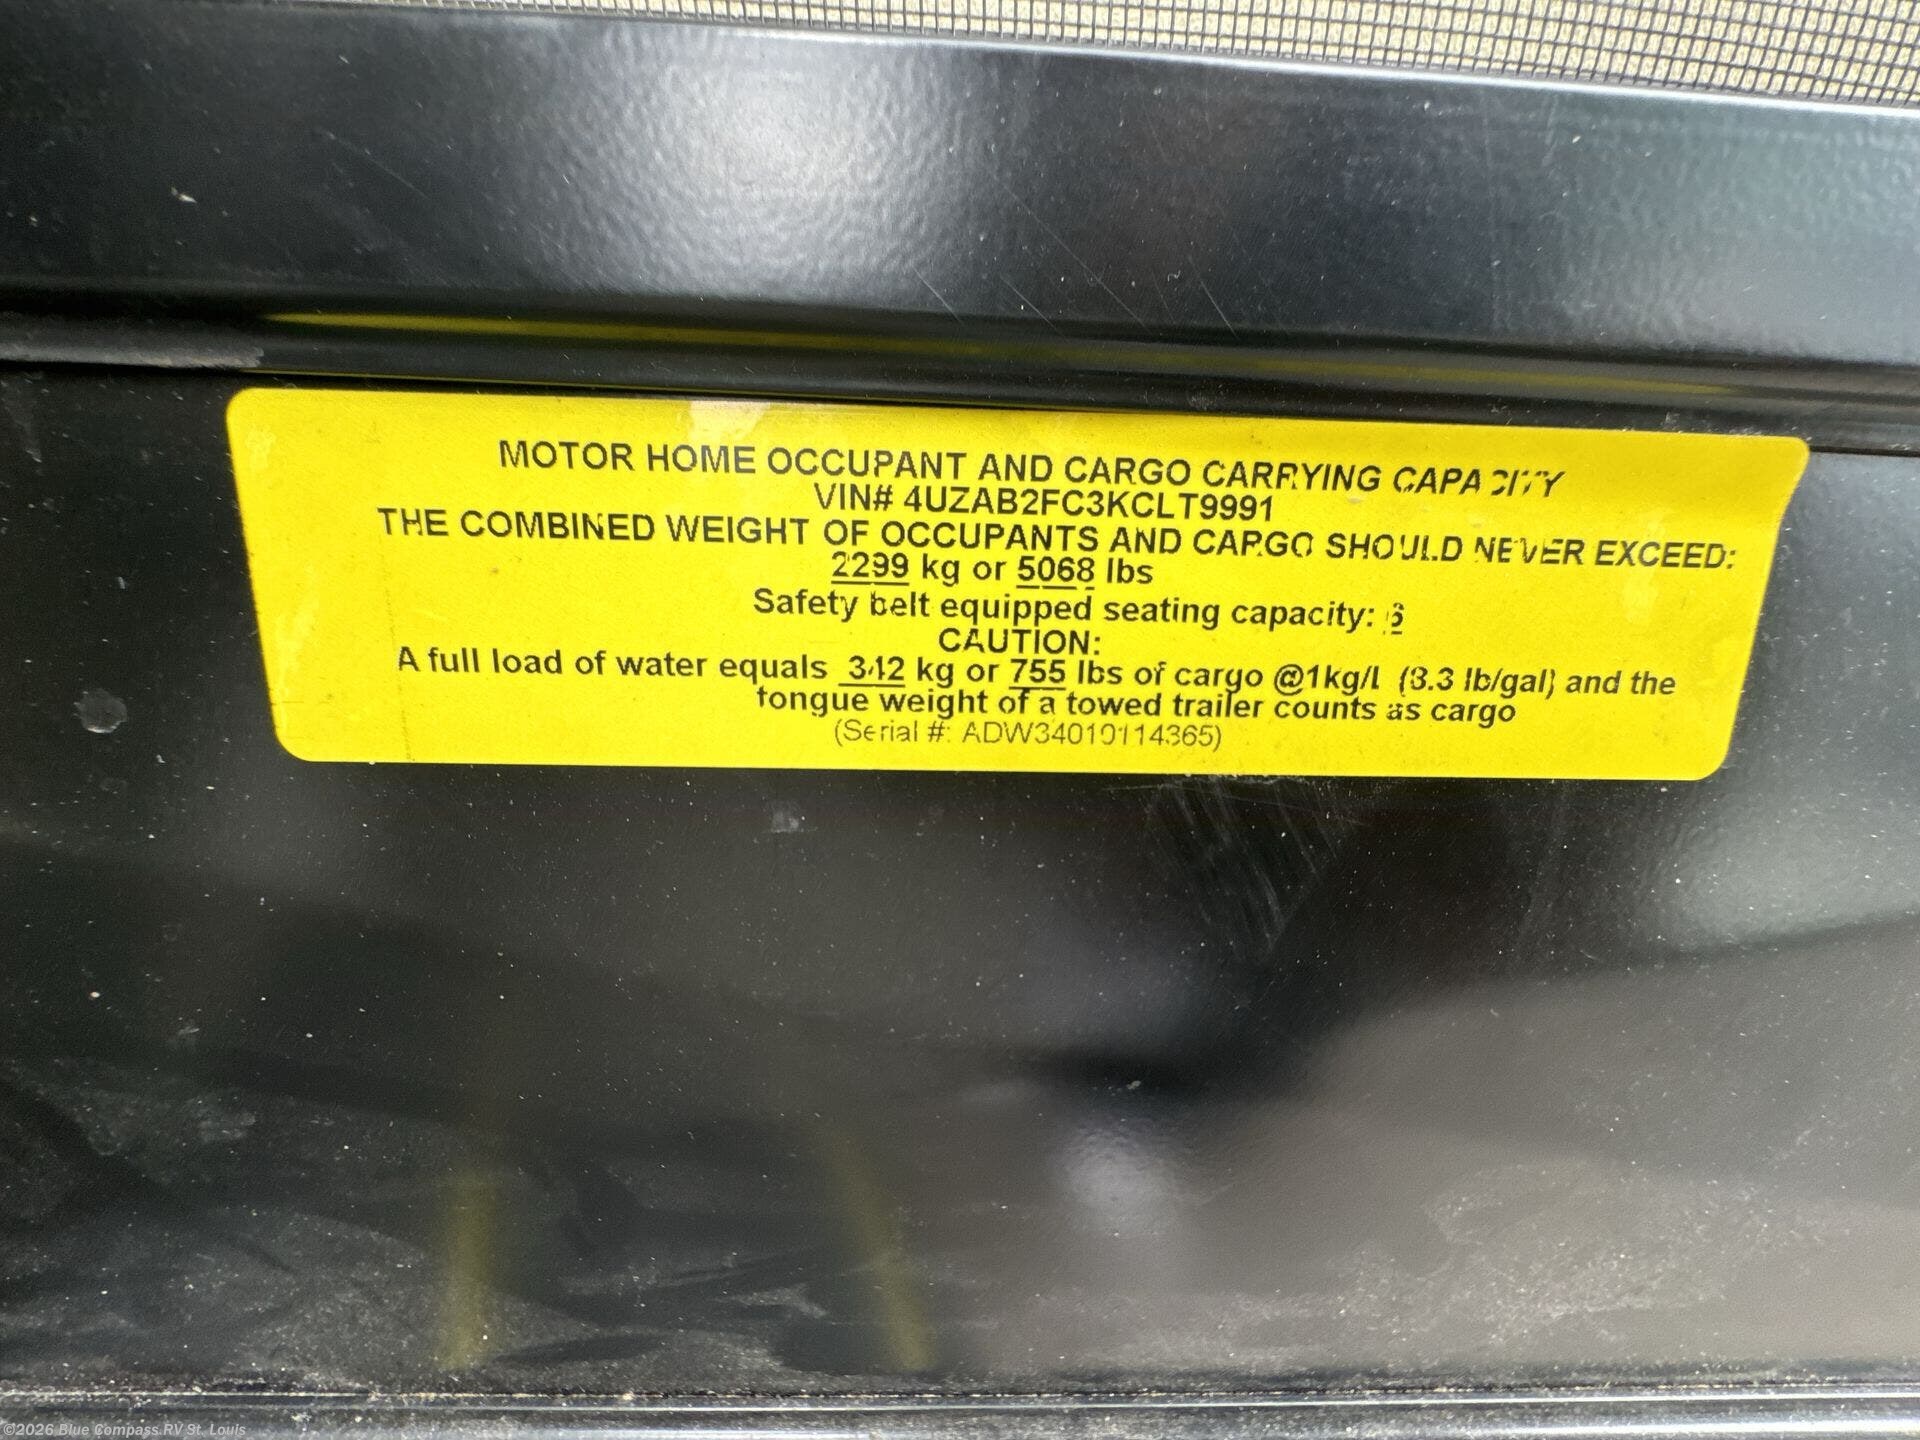 MOTOR HOME OCCUPANT AND CARGO CARRYING CAPACITY
VIN# 4UZAB2FC3KCLT9991
THE COMBINED WEIGHT OF OCCUPANTS AND CARGO SHOULD NEVER EXCEED:
2299 kg or 5068 lbs
Safety belt equipped seating capacity: 6
CAUTION:
A full load of water equals 342 kg or 755 lbs of cargo @1kg/L (8.3 lb/gal) and the
tongue weight of a towed trailer counts as cargo
(Serial #: ADW34010114365)
©2026 Blue Compass RV St. Louis